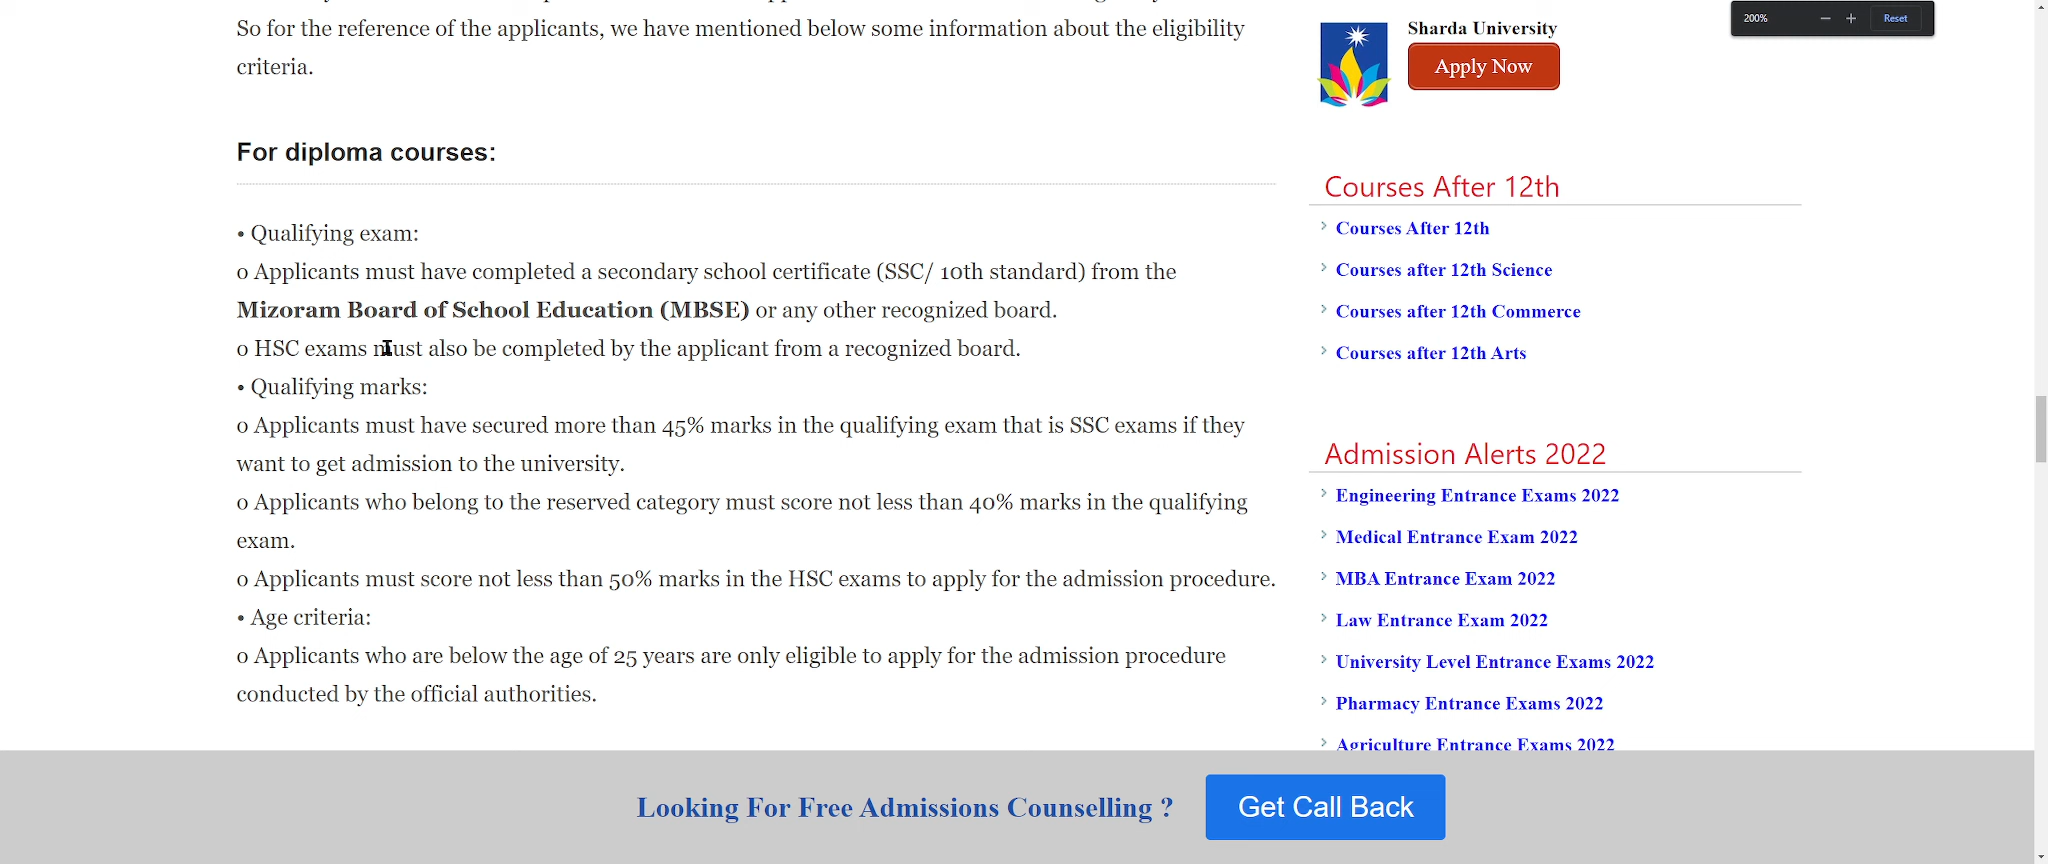 So for the reference of the applicants, we have mentioned below some information about the eligibility
criteria.
For diploma courses:
• Qualifying exam:
o Applicants must have completed a secondary school certificate (SSC/ 10th standard) from the
Mizoram Board of School Education (MBSE) or any other recognized board.
o HSC exams must also be completed by the applicant from a recognized board.
• Qualifying marks:
o Applicants must have secured more than 45% marks in the qualifying exam that is SSC exams if they
want to get admission to the university.
o Applicants who belong to the reserved category must score not less than 40% marks in the qualifying
exam.
o Applicants must score not less than 50% marks in the HSC exams to apply for the admission procedure.
• Age criteria:
o Applicants who are below the age of 25 years are only eligible to apply for the admission procedure
conducted by the official authorities.
Sharda University
Apply Now
200%
Reset
Courses After 12th
Courses After 12th
Courses after 12th Science
Courses after 12th Commerce
Courses after 12th Arts
Admission Alerts 2022
Engineering Entrance Exams 2022
Medical Entrance Exam 2022
MBA Entrance Exam 2022
Law Entrance Exam 2022
University Level Entrance Exams 2022
Pharmacy Entrance Exams 2022
Agriculture Entrance Exams 2022
Looking For Free Admissions Counselling ?
Get Call Back